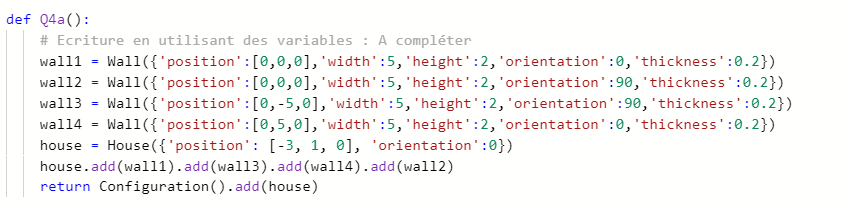 def Q4a():
    # Ecriture en utilisant des variables : A compléter
    wall1 = Wall({'position':[0,0,0],'width':5,'height':2,'orientation':0,'thickness':0.2})
    wall2 = Wall({'position':[0,0,0],'width':5,'height':2,'orientation':90,'thickness':0.2})
    wall3 = Wall({'position':[0,-5,0],'width':5,'height':2,'orientation':90,'thickness':0.2})
    wall4 = Wall({'position':[0,5,0],'width':5,'height':2,'orientation':0,'thickness':0.2})
    house = House({'position': [-3, 1, 0], 'orientation':0})
    house.add(wall1).add(wall3).add(wall4).add(wall2)
    return Configuration().add(house)